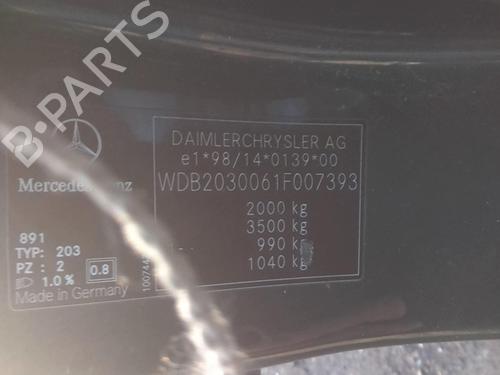 B-PARTS
DAIMLERCHRYSLER AG
e1*98/14*0139*00
WDB2030061F007393
2000 kg
3500 kg
990 kg
1040 kg
891
TYP: 203
PZ : 2
1.0 %
0.8
Made in Germany